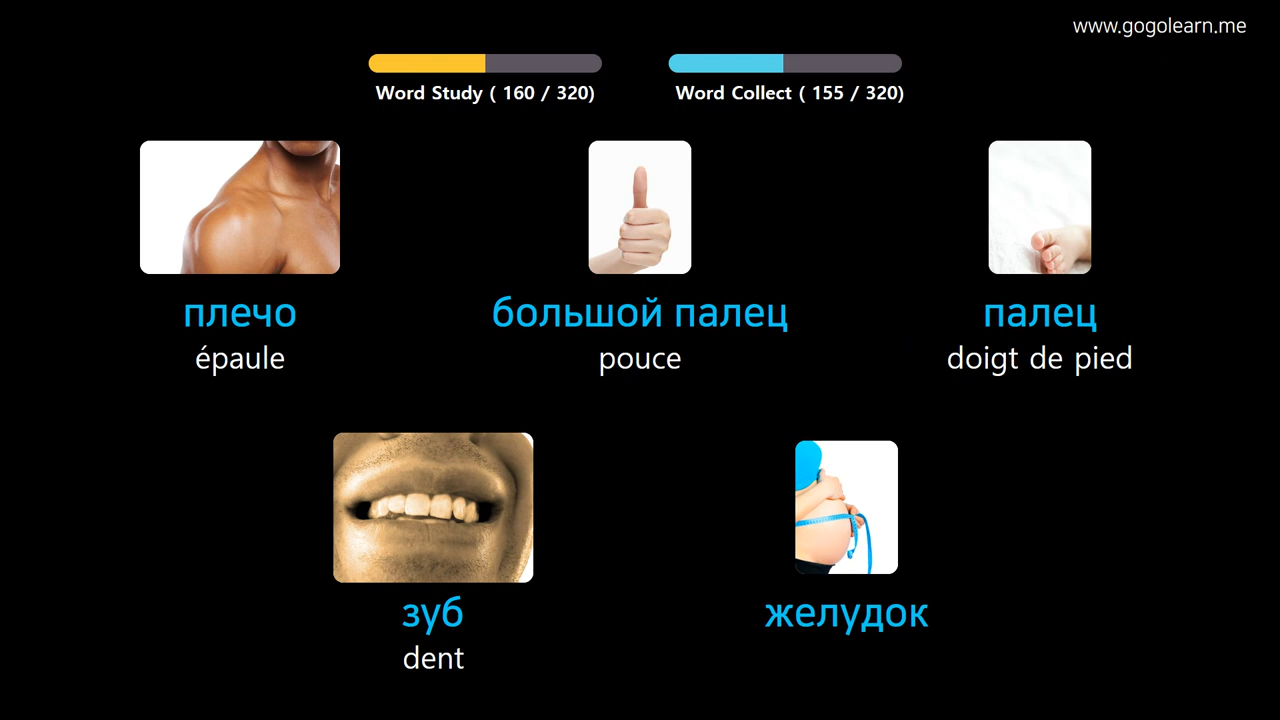 www.gogolearn.me
Word Study ( 160 / 320)
Word Collect ( 155 / 320)
плечо
épaule
большой палец
pouce
палец
doigt de pied
зуб
dent
желудок